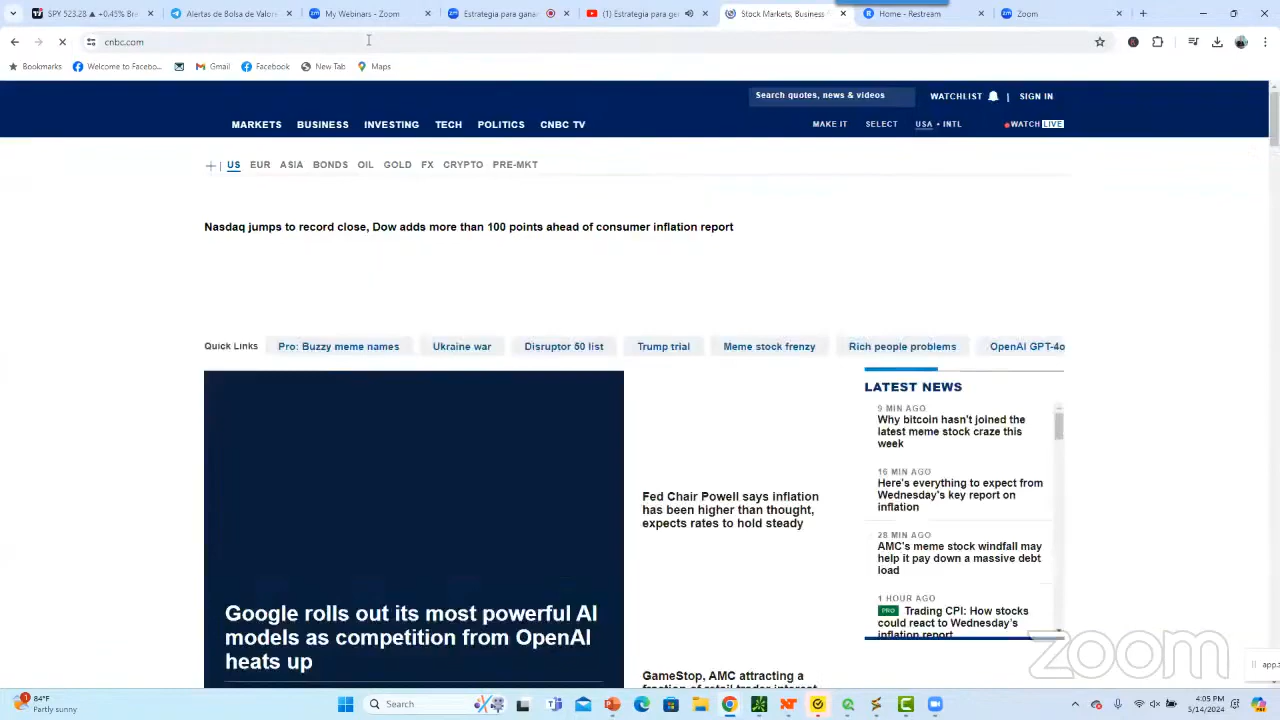 SPY 523.28 ▲ +0.45% Br
Alertas de Bolsa de Valor
My Webinars - Zoom
Estrategia para gana
(1) Estrategia para ga
Stock Markets, Business
Home - Restream
Zoom
cnbc.com
Bookmarks
Welcome to Facebo...
Gmail
Facebook
New Tab
Maps
Search quotes, news & videos
WATCHLIST
SIGN IN
MARKETS BUSINESS INVESTING TECH POLITICS CNBC TV
MAKE IT SELECT USA • INTL WATCH LIVE
US EUR ASIA BONDS OIL GOLD FX CRYPTO PRE-MKT
Nasdaq jumps to record close, Dow adds more than 100 points ahead of consumer inflation report
Quick Links
Pro: Buzzy meme names
Ukraine war
Disruptor 50 list
Trump trial
Meme stock frenzy
Rich people problems
OpenAI GPT-4o
Google rolls out its most powerful AI
models as competition from OpenAI
heats up
Fed Chair Powell says inflation
has been higher than thought,
expects rates to hold steady
GameStop, AMC attracting a
fraction of retail trader interest
LATEST NEWS
9 MIN AGO
Why bitcoin hasn't joined the
latest meme stock craze this
week
16 MIN AGO
Here's everything to expect from
Wednesday's key report on
inflation
28 MIN AGO
AMC's meme stock windfall may
help it pay down a massive debt
load
1 HOUR AGO
PRO Trading CPI: How stocks
could react to Wednesday's
inflation report
zoom
app.z
1
84°F
Partly sunny
Search
4:05 PM
5/14/2024